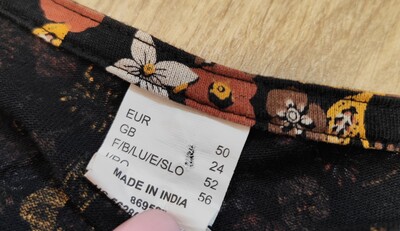 EUR 50
GB 24
F/B/LU/E/SLO 52
56
MADE IN INDIA